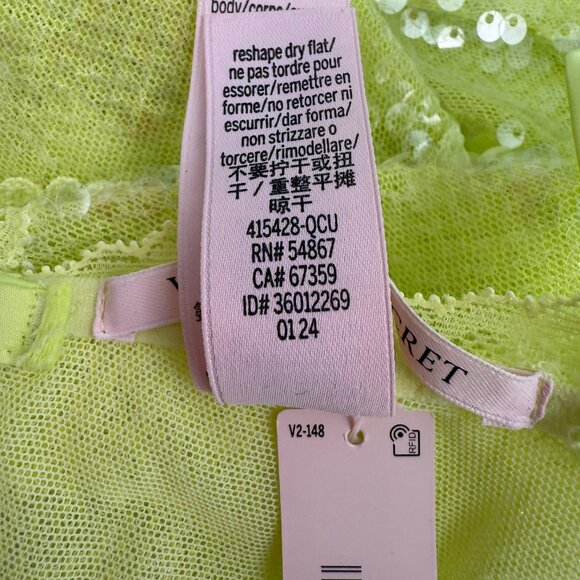 body/corps/
reshape dry flat/
ne pas tordre pour
essorer/remettre en
forme/no retorcer ni
escurrir/dar forma/
non strizzare o
torcere/rimodellare/
不要拧干或扭
干/重整平摊
晾干
415428-QCU
RN# 54867
CA# 67359
ID# 36012269
01 24
V2-148
RFID